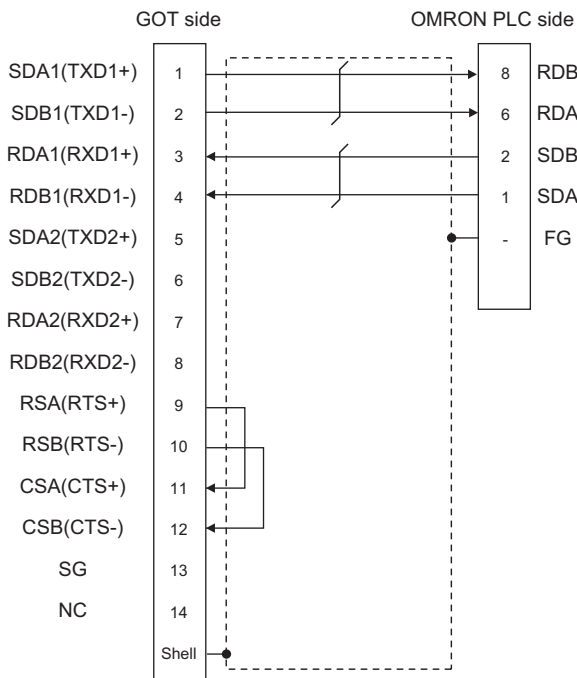 GOT side OMRON PLC side
SDA1(TXD1+) 1 8 RDB
SDB1(TXD1-) 2 6 RDA
RDA1(RXD1+) 3 2 SDB
RDB1(RXD1-) 4 1 SDA
SDA2(TXD2+) 5 - FG
SDB2(TXD2-) 6
RDA2(RXD2+) 7
RDB2(RXD2-) 8
RSA(RTS+) 9
RSB(RTS-) 10
CSA(CTS+) 11
CSB(CTS-) 12
SG 13
NC 14
Shell